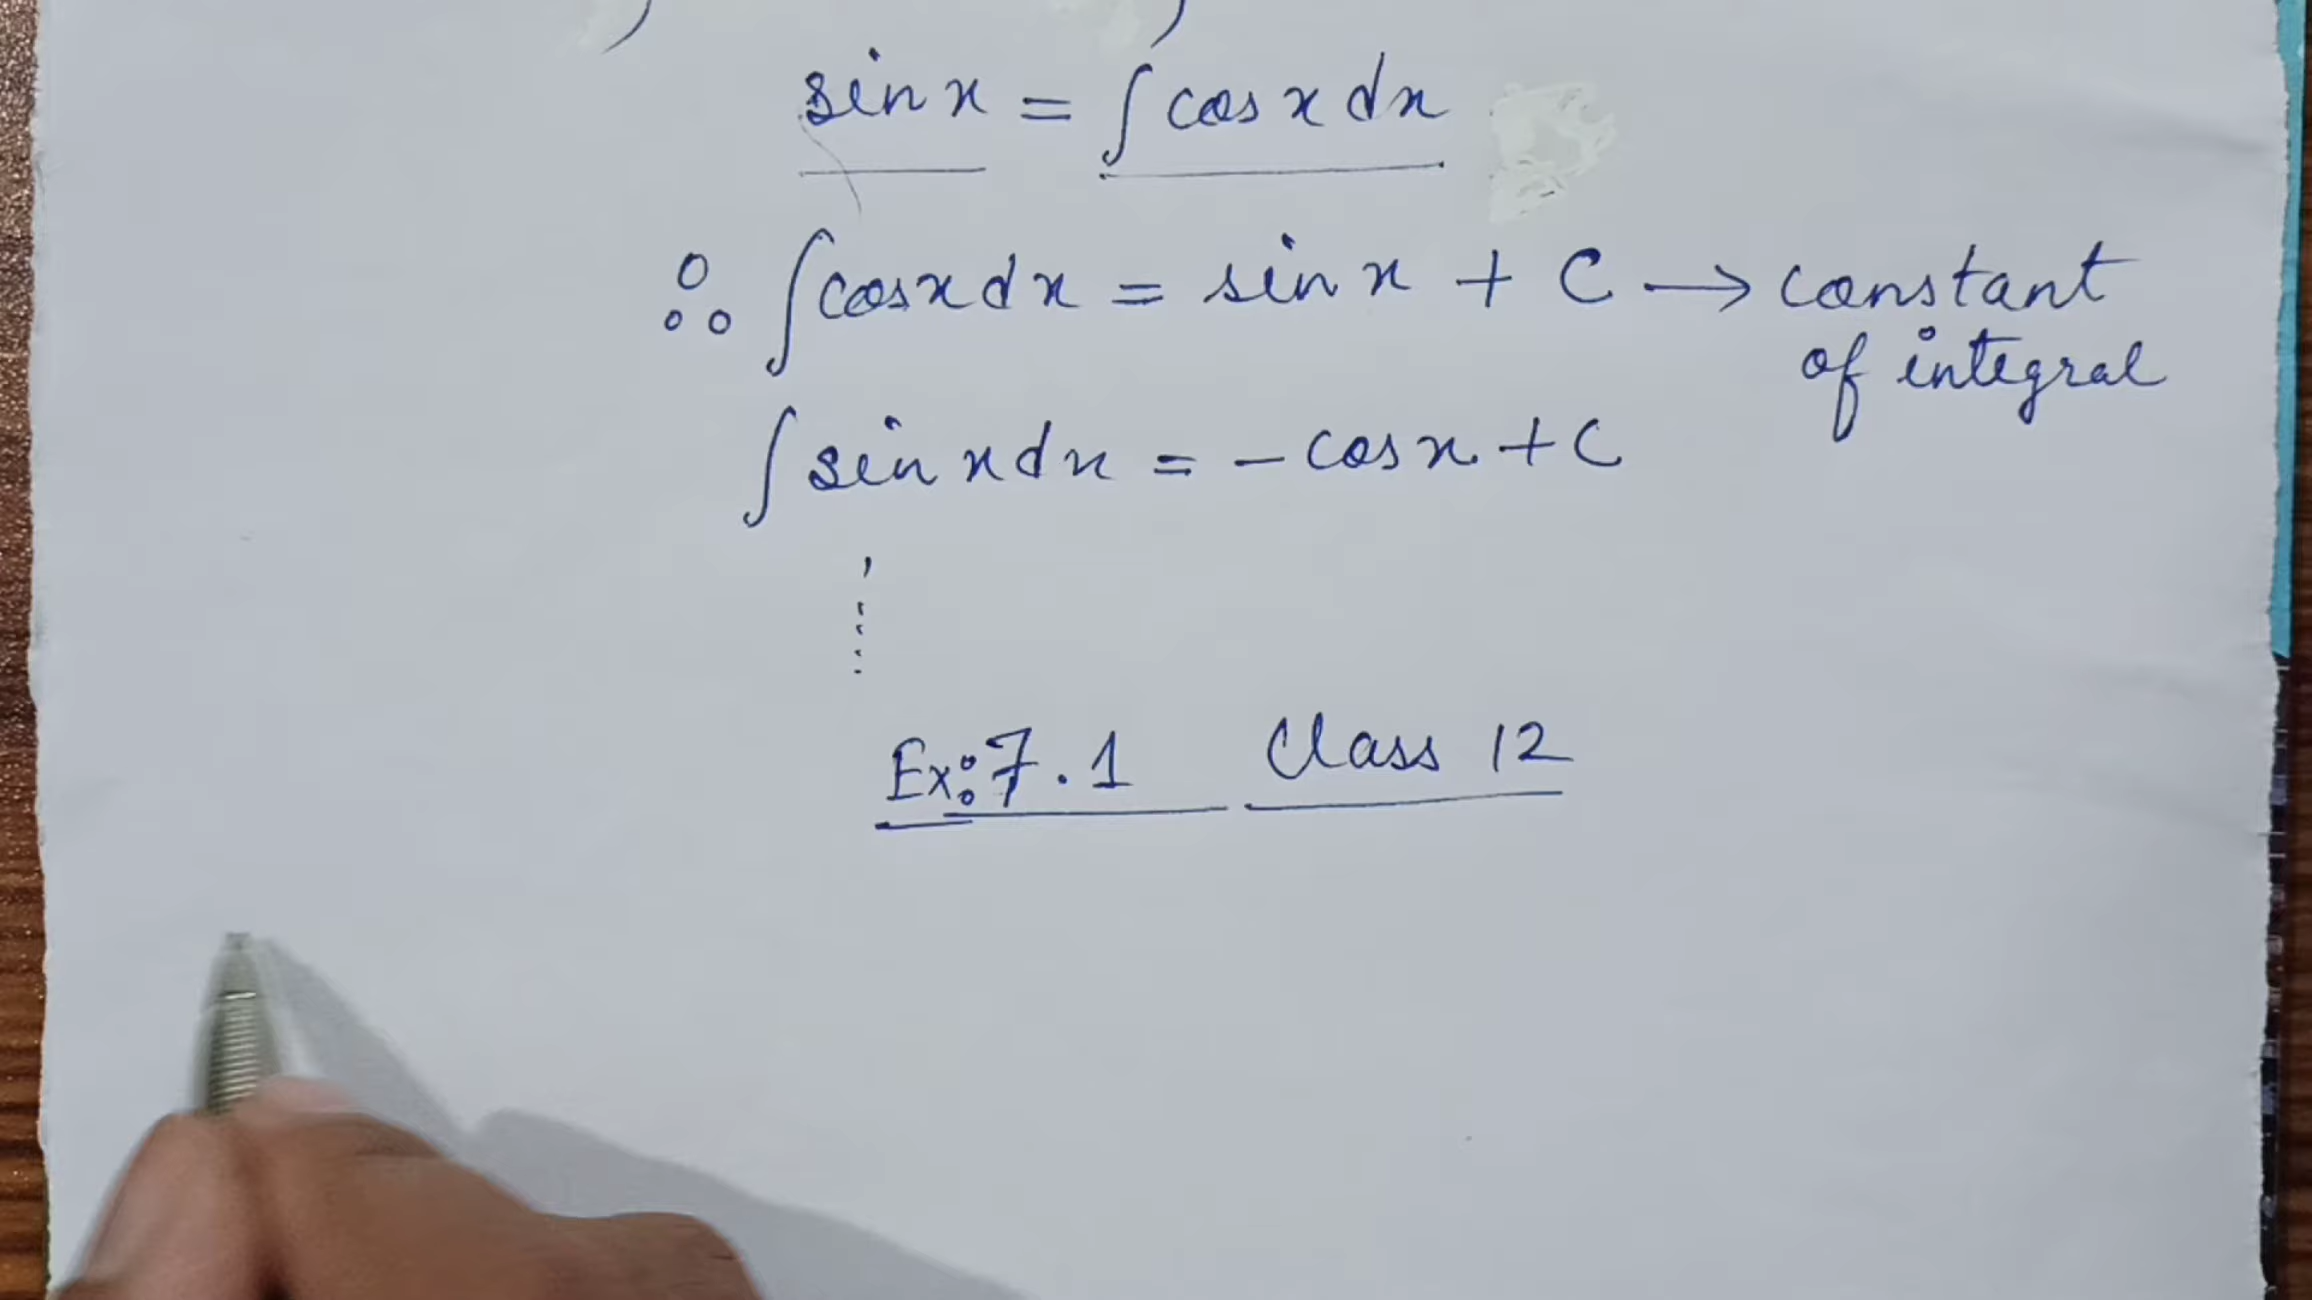 sin x = ∫ cos x dx
∴ ∫ cos x dx = sin x + C → constant
of integral
∫ sin x dx = - cos x + C
Ex: 7.1 Class 12